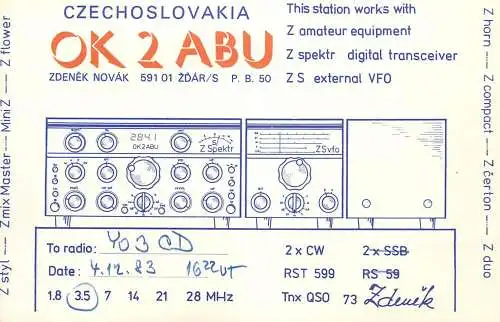 CZECHOSLOVAKIA
OK 2 ABU
ZDENĚK NOVÁK 591 01 ŽĎÁR/S P. B. 50
This station works with
Z amateur equipment
Z spektr digital transceiver
Z S external VFO
Z styl –– Z mix Master –– Mini Z –– Z flower
Z horn –– Z compact –– Z čerton –– Z duo
2841
OK2ABU
S
Z Spektr
Z Svfo
To radio: YO3CD
Date: 4.12.83 16²² UT
1.8 3.5 7 14 21 28 MHz
2 x CW 2 x SSB
RST 599 RS 59
Tnx QSO 73 Zdeněk